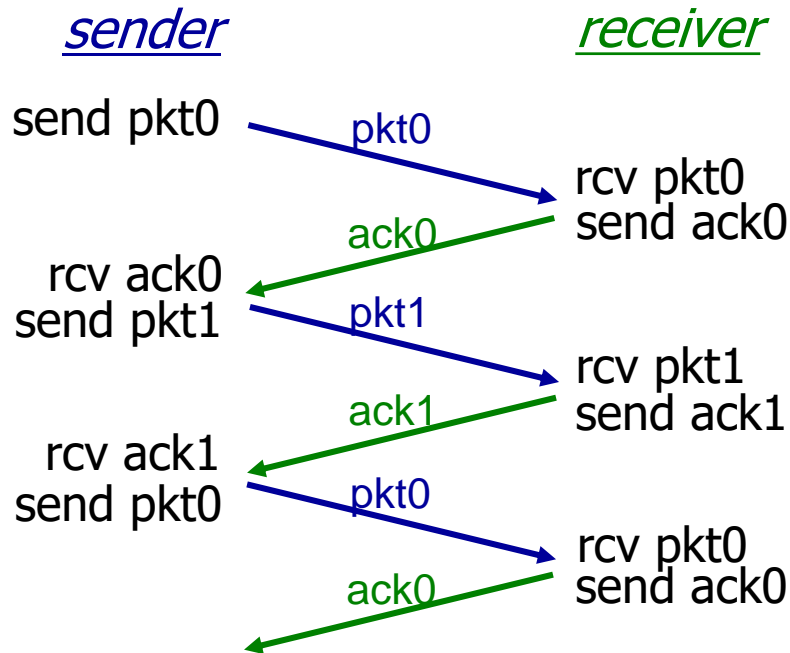 sender
receiver
send pkt0
pkt0
rcv pkt0
send ack0
ack0
rcv ack0
send pkt1
pkt1
rcv pkt1
send ack1
ack1
rcv ack1
send pkt0
pkt0
rcv pkt0
send ack0
ack0